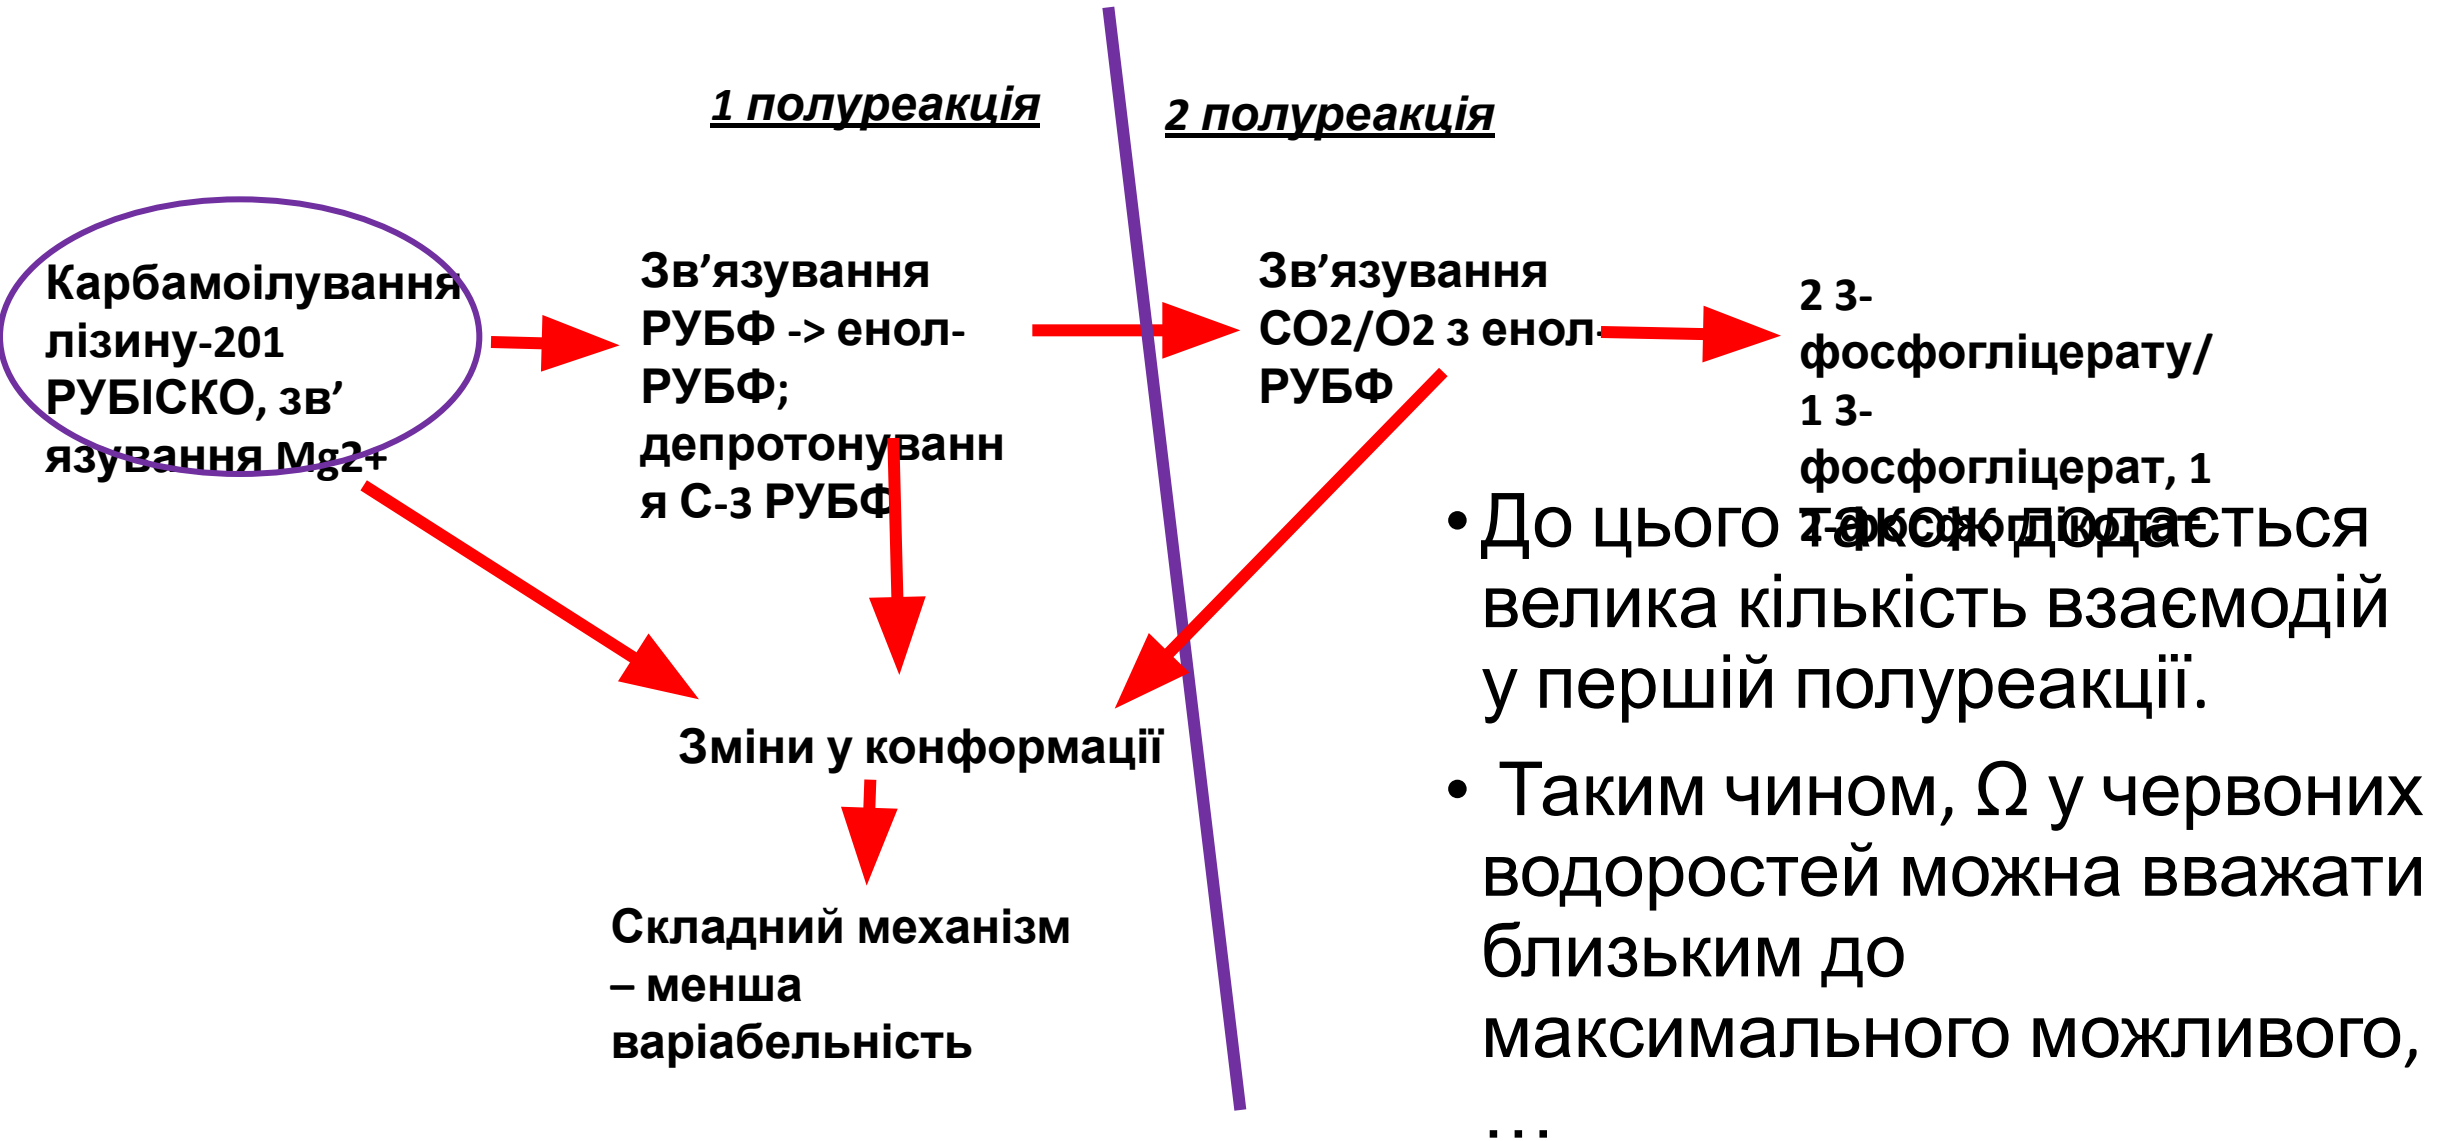 1 полуреакція
2 полуреакція
Карбамоілування
лізину-201
РУБІСКО, зв’
язування Mg2+
Зв’язування
РУБФ -> енол-
РУБФ;
депротонуванн
я С-3 РУБФ
Зв’язування
СО2/О2 з енол-
РУБФ
2 3-
фосфогліцерату/
1 3-
фосфогліцерат, 1
2-фосфогліколат
Зміни у конформації
Складний механізм
– менша
варіабельність
•До цього також додається
велика кількість взаємодій
у першій полуреакції.
• Таким чином, Ω у червоних
водоростей можна вважати
близьким до
максимального можливого,
…